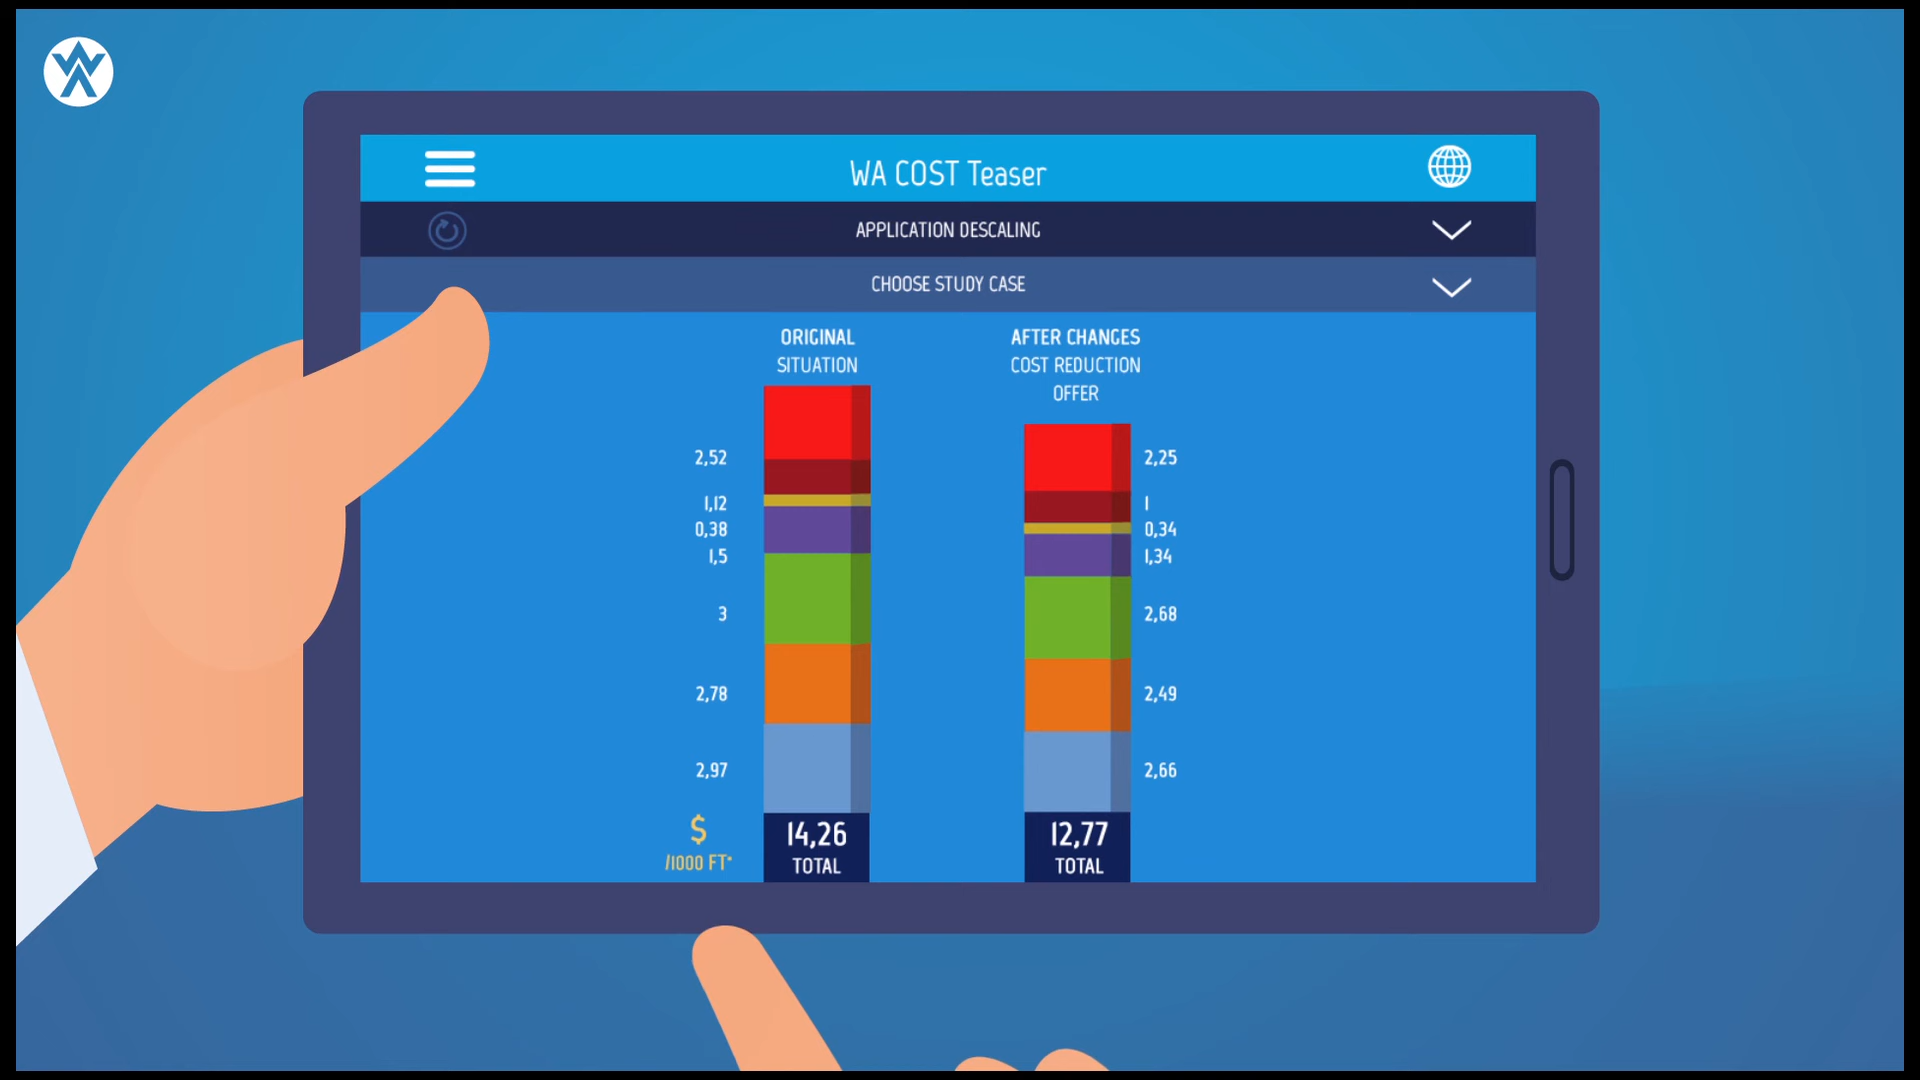 WA COST Teaser
APPLICATION DESCALING
CHOOSE STUDY CASE
ORIGINAL
SITUATION
AFTER CHANGES
COST REDUCTION
OFFER
2,52
1,12
0,38
1,5
3
2,78
2,97
2,25
1
0,34
1,34
2,68
2,49
2,66
$
/1000 FT²
14,26
TOTAL
12,77
TOTAL